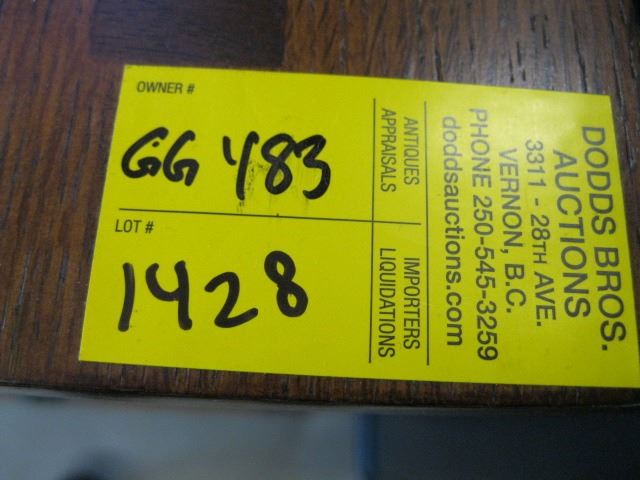 OWNER #
GG 483
LOT #
1428
ANTIQUES
APPRAISALS
IMPORTERS
LIQUIDATIONS
DODDS BROS.
AUCTIONS
3311 - 28TH AVE.
VERNON, B.C.
PHONE 250-545-3259
doddsauctions.com